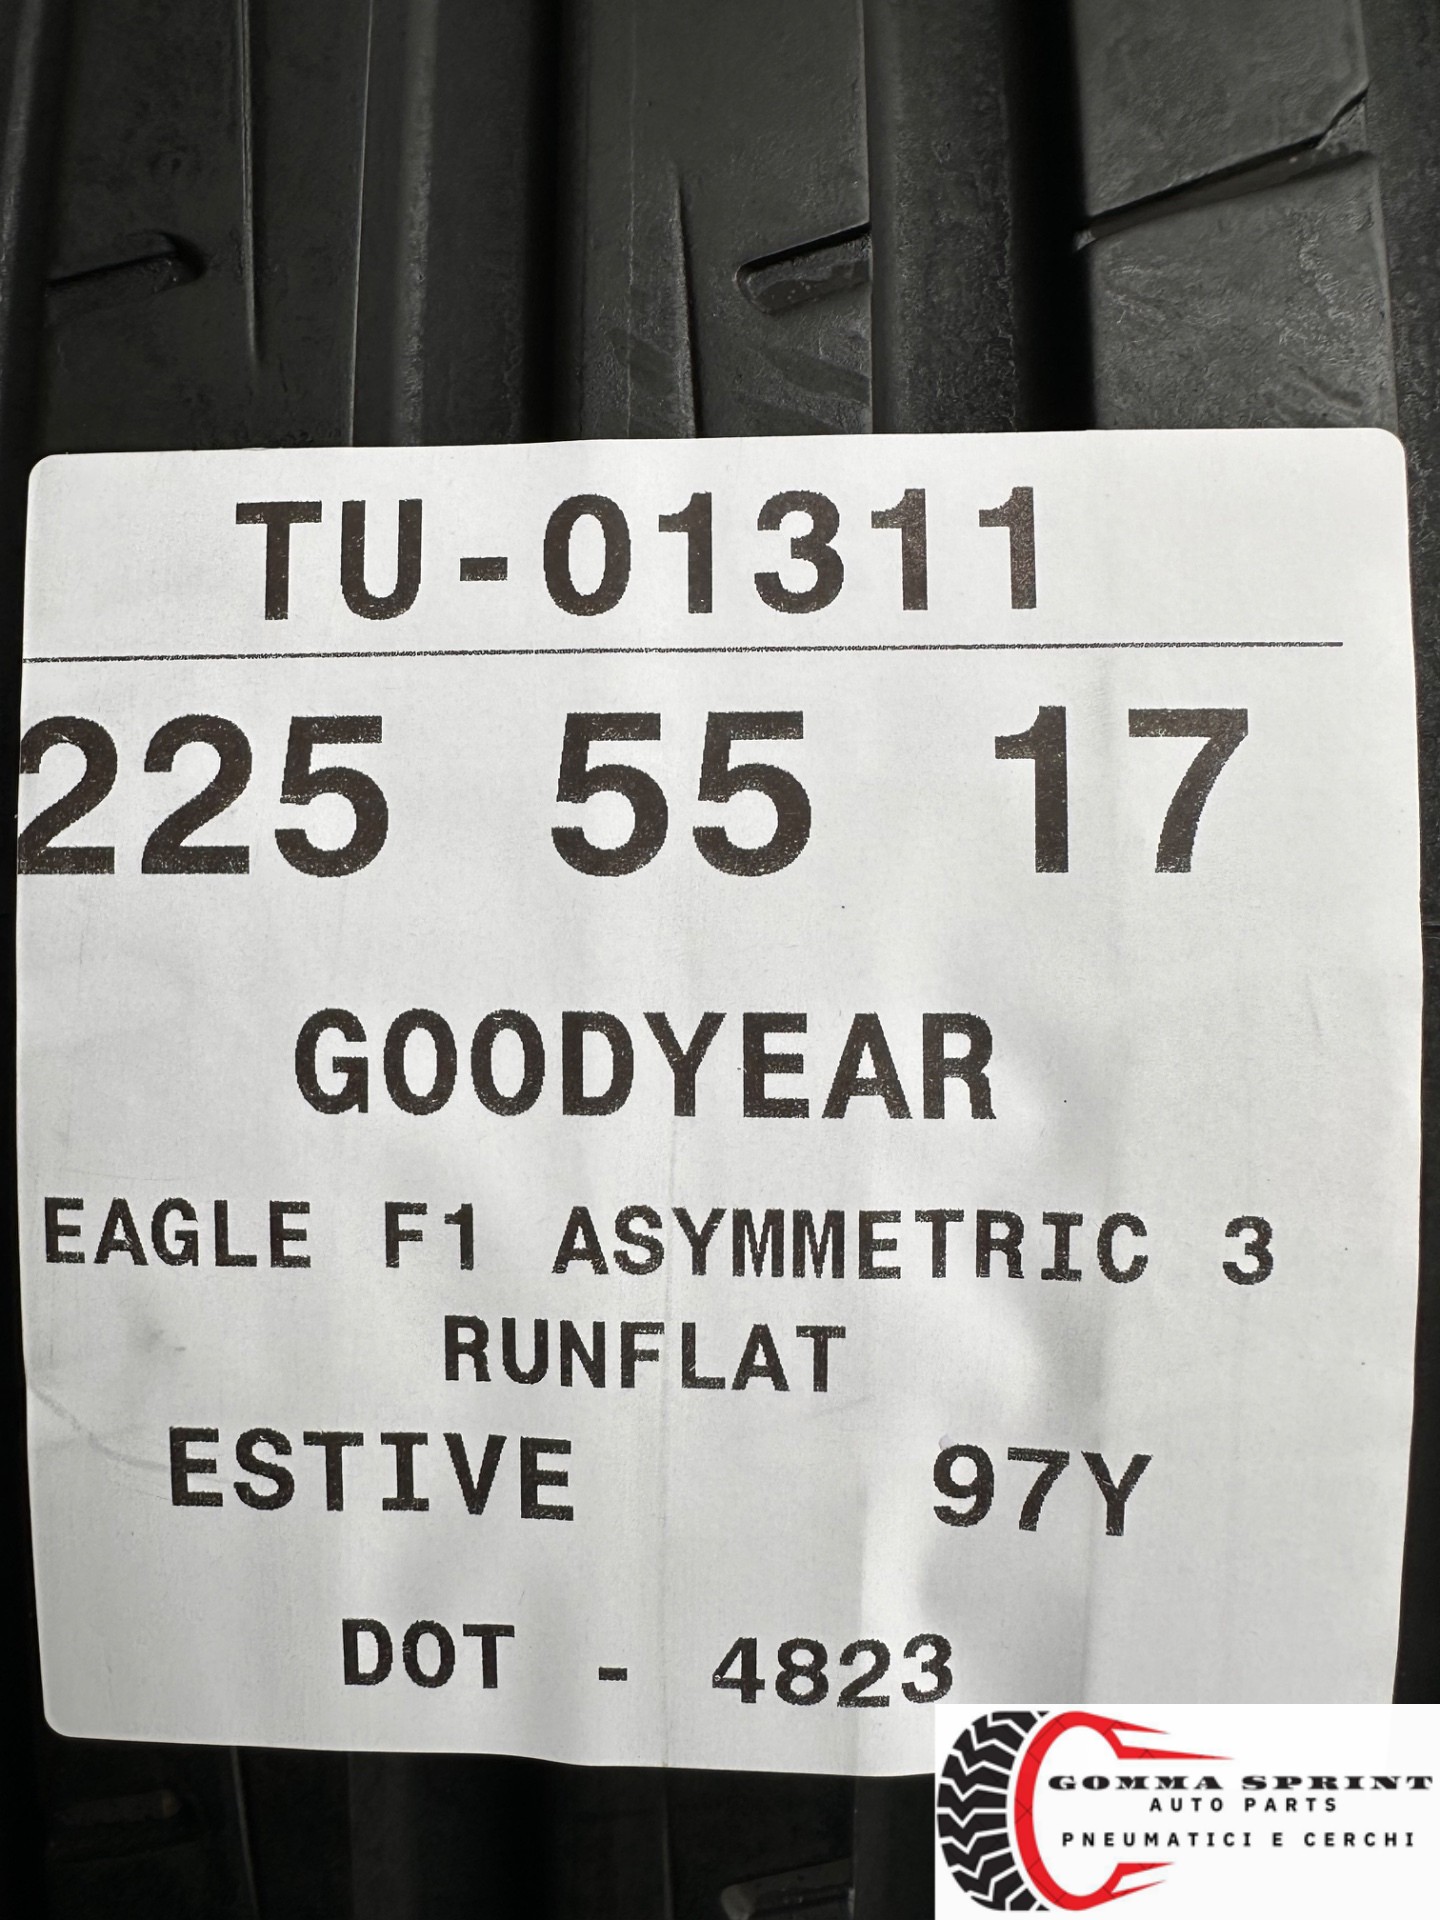 TU-01311
225 55 17
GOODYEAR
EAGLE F1 ASYMMETRIC 3
RUNFLAT
ESTIVE 97Y
DOT - 4823
GOMMA SPRINT
AUTO PARTS
PNEUMATICI E CERCHI